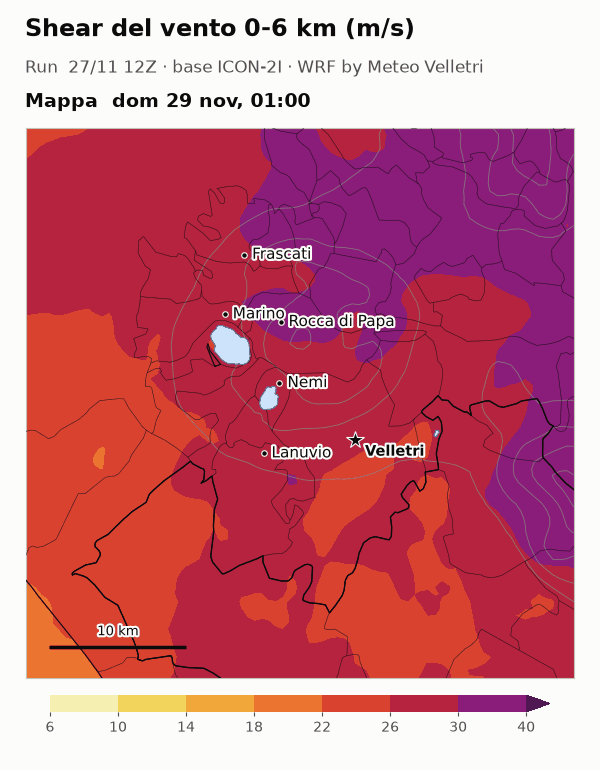 Shear del vento 0-6 km (m/s)
Run 27/11 12Z · base ICON-2I · WRF by Meteo Velletri
Mappa dom 29 nov, 01:00
Frascati
Marino
Rocca di Papa
Nemi
Velletri
Lanuvio
10 km
6 10 14 18 22 26 30 40